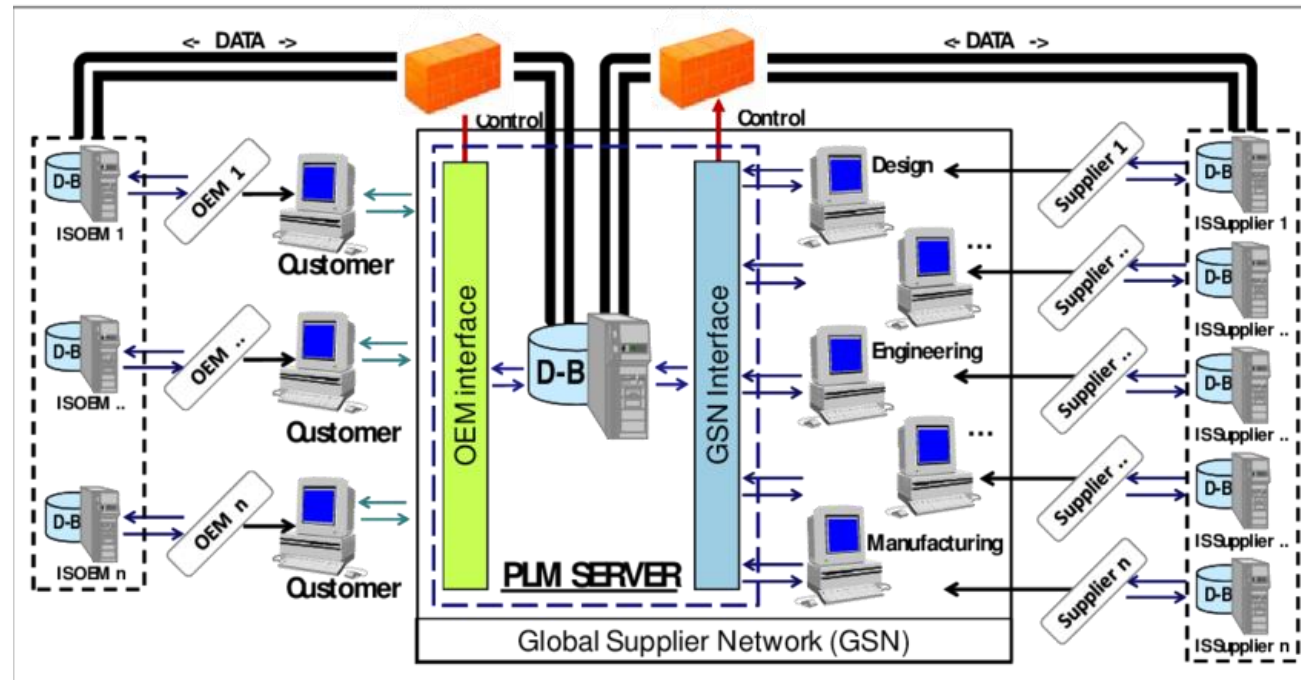 <- DATA ->
<- DATA ->
Control
Control
D-B
ISOEM 1
OEM 1
Customer
D-B
ISOEM ..
OEM ..
Customer
D-B
ISOEM n
OEM n
Customer
OEM interface
D-B
GSN Interface
PLM SERVER
Design
...
Engineering
...
Manufacturing
Global Supplier Network (GSN)
Supplier 1
D-B
ISSupplier 1
Supplier ..
D-B
ISSupplier ..
Supplier ..
D-B
ISSupplier ..
Supplier ..
D-B
ISSupplier ..
Supplier n
D-B
ISSupplier n